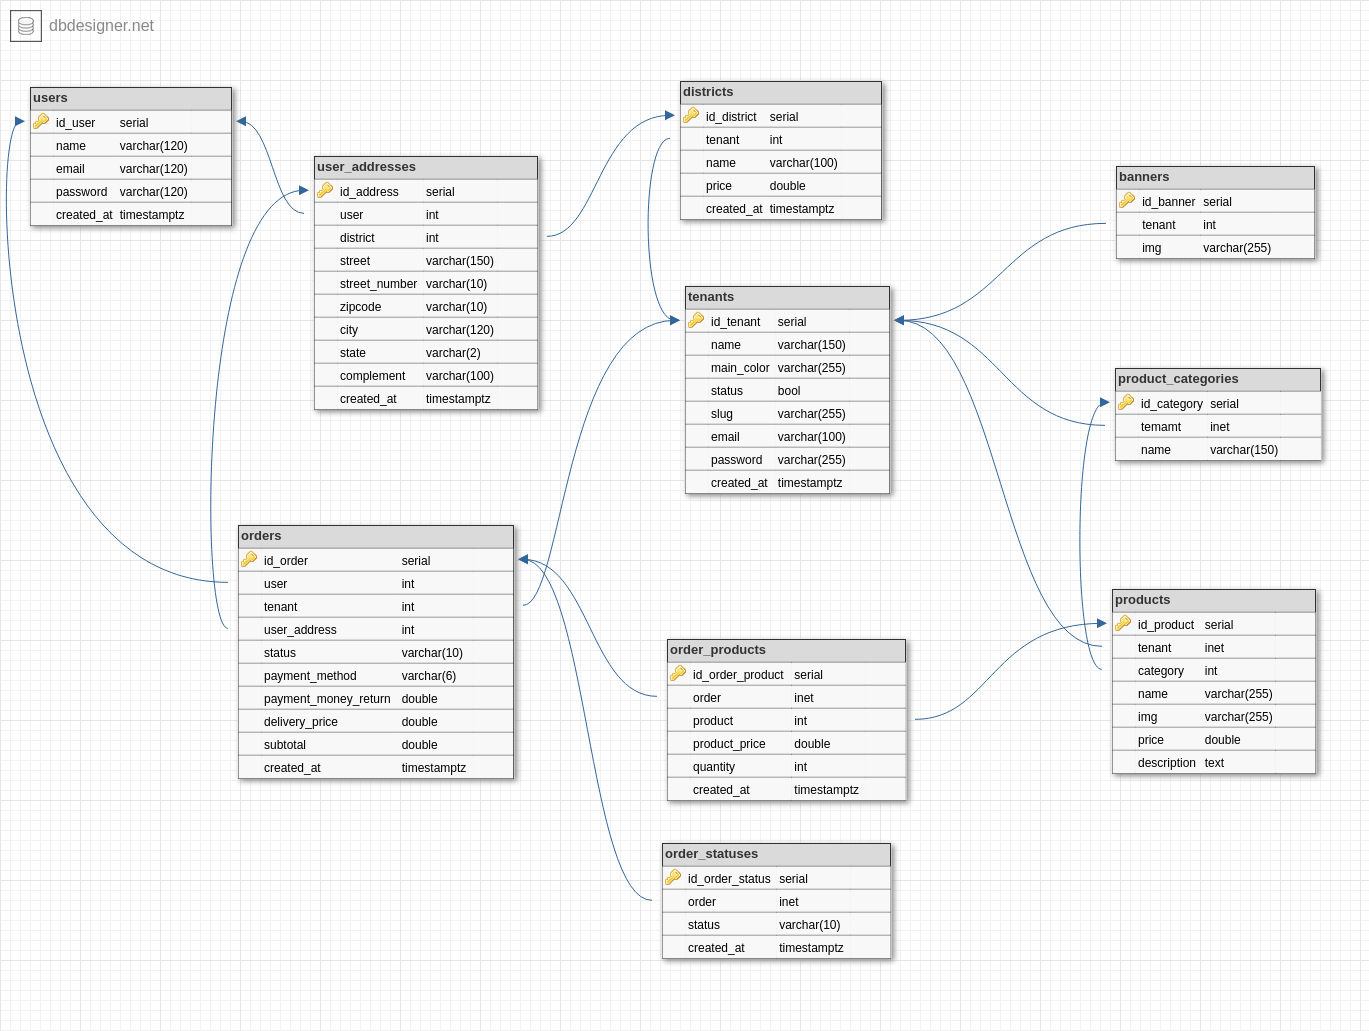 dbdesigner.net
users
id_user serial
name varchar(120)
email varchar(120)
password varchar(120)
created_at timestamptz
user_addresses
id_address serial
user int
district int
street varchar(150)
street_number varchar(10)
zipcode varchar(10)
city varchar(120)
state varchar(2)
complement varchar(100)
created_at timestamptz
districts
id_district serial
tenant int
name varchar(100)
price double
created_at timestamptz
tenants
id_tenant serial
name varchar(150)
main_color varchar(255)
status bool
slug varchar(255)
email varchar(100)
password varchar(255)
created_at timestamptz
banners
id_banner serial
tenant int
img varchar(255)
product_categories
id_category serial
temamt inet
name varchar(150)
orders
id_order serial
user int
tenant int
user_address int
status varchar(10)
payment_method varchar(6)
payment_money_return double
delivery_price double
subtotal double
created_at timestamptz
order_products
id_order_product serial
order inet
product int
product_price double
quantity int
created_at timestamptz
products
id_product serial
tenant inet
category int
name varchar(255)
img varchar(255)
price double
description text
order_statuses
id_order_status serial
order inet
status varchar(10)
created_at timestamptz